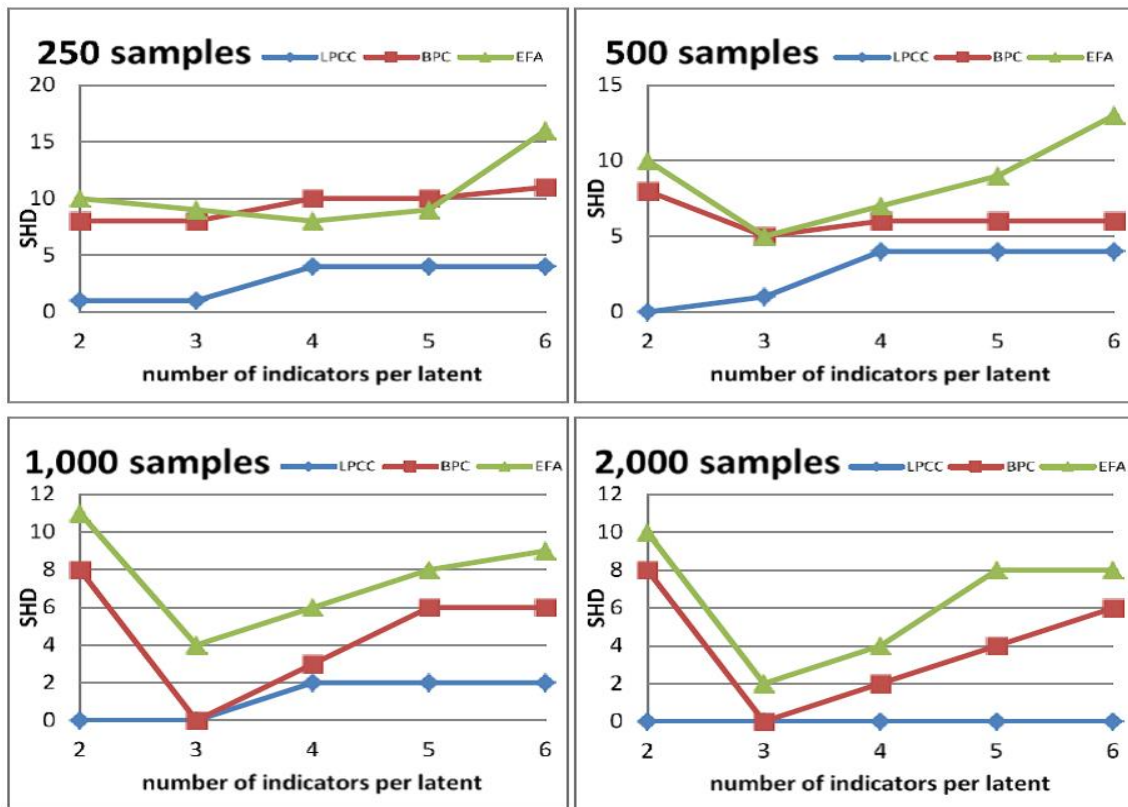 250 samples LPCC BPC EFA
20
15
10
5
0
SHD
2 3 4 5 6
number of indicators per latent
500 samples LPCC BPC EFA
15
10
5
0
SHD
2 3 4 5 6
number of indicators per latent
1,000 samples LPCC BPC EFA
12
10
8
6
4
2
0
SHD
2 3 4 5 6
number of indicators per latent
2,000 samples LPCC BPC EFA
12
10
8
6
4
2
0
SHD
2 3 4 5 6
number of indicators per latent